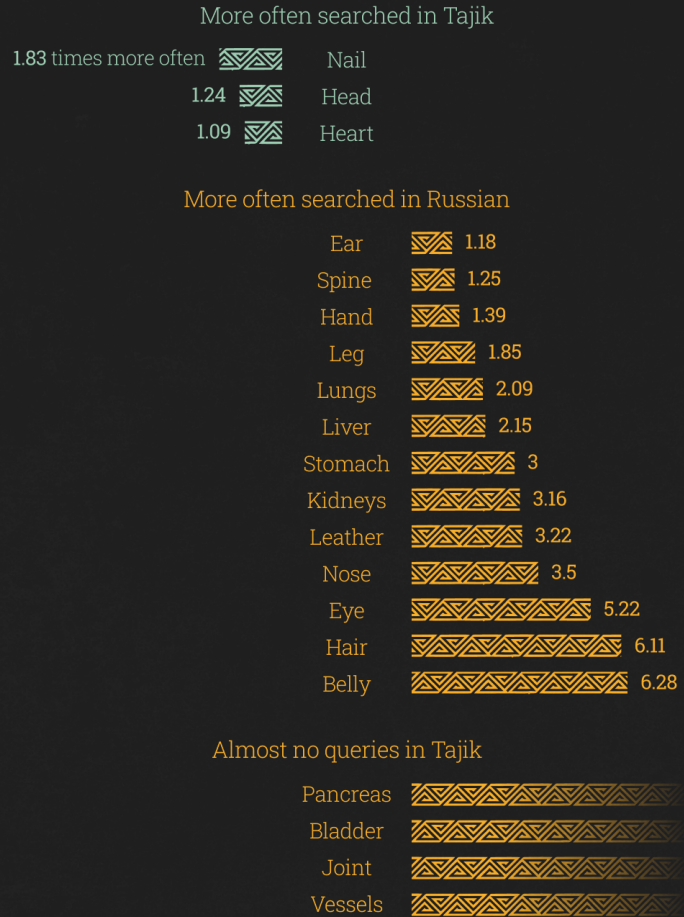 More often searched in Tajik
1.83 times more often Nail
1.24 Head
1.09 Heart
More often searched in Russian
Ear 1.18
Spine 1.25
Hand 1.39
Leg 1.85
Lungs 2.09
Liver 2.15
Stomach 3
Kidneys 3.16
Leather 3.22
Nose 3.5
Eye 5.22
Hair 6.11
Belly 6.28
Almost no queries in Tajik
Pancreas
Bladder
Joint
Vessels